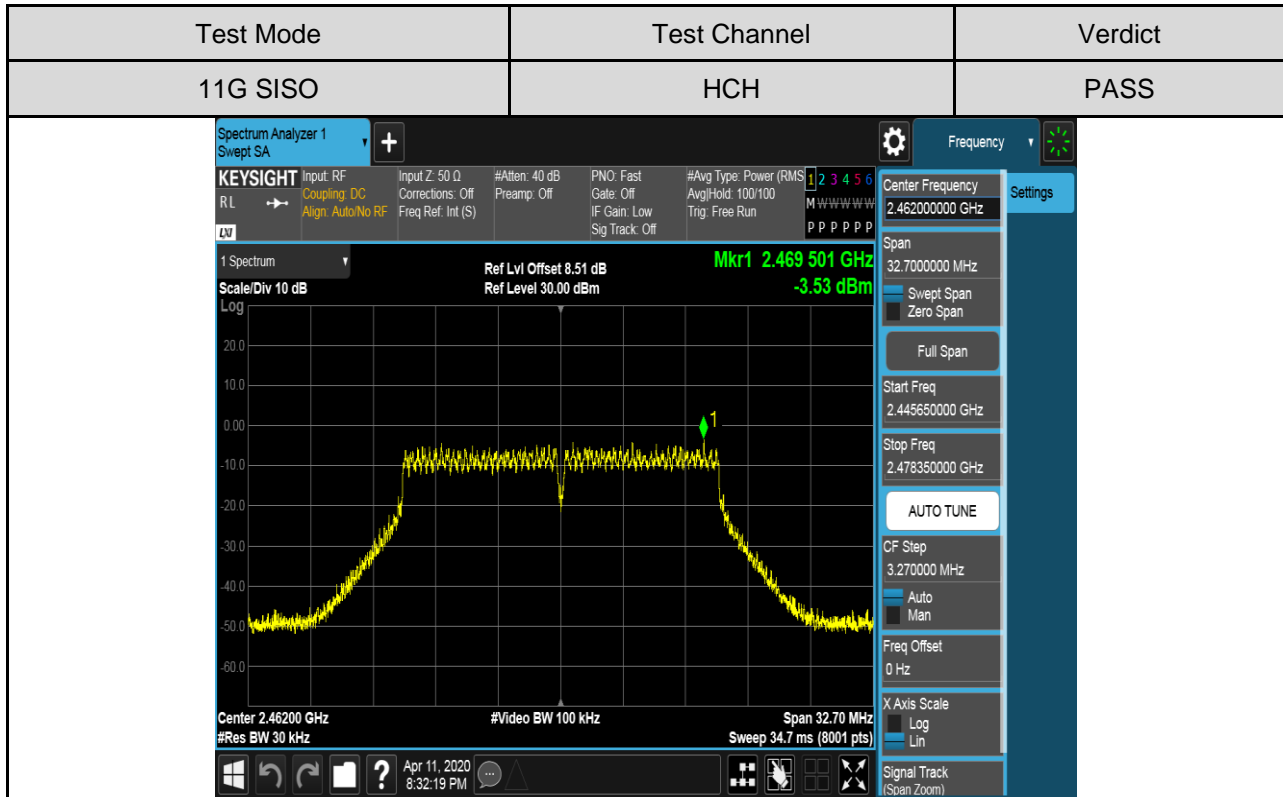 Test Mode Test Channel Verdict
11G SISO HCH PASS
Spectrum Analyzer 1
Swept SA
+
Frequency
KEYSIGHT
RL
LXI
Input: RF
Coupling: DC
Align: Auto/No RF
Input Z: 50 Ω
Corrections: Off
Freq Ref: Int (S)
#Atten: 40 dB
Preamp: Off
PNO: Fast
Gate: Off
IF Gain: Low
Sig Track: Off
#Avg Type: Power (RMS
Avg|Hold: 100/100
Trig: Free Run
1 2 3 4 5 6
M W W W W W
P P P P P P
1 Spectrum
Scale/Div 10 dB
Ref Lvl Offset 8.51 dB
Ref Level 30.00 dBm
Mkr1 2.469 501 GHz
-3.53 dBm
Log
20.0
10.0
0.00
-10.0
-20.0
-30.0
-40.0
-50.0
-60.0
1
Center 2.46200 GHz
#Res BW 30 kHz
#Video BW 100 kHz
Span 32.70 MHz
Sweep 34.7 ms (8001 pts)
Center Frequency
2.462000000 GHz
Settings
Span
32.7000000 MHz
Swept Span
Zero Span
Full Span
Start Freq
2.445650000 GHz
Stop Freq
2.478350000 GHz
AUTO TUNE
CF Step
3.270000 MHz
Auto
Man
Freq Offset
0 Hz
X Axis Scale
Log
Lin
Signal Track
(Span Zoom)
?
Apr 11, 2020
8:32:19 PM